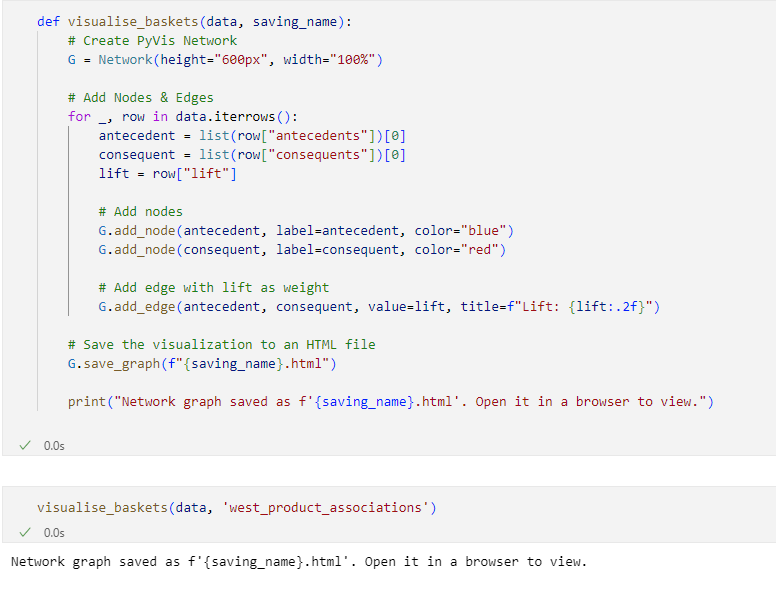 def visualise_baskets(data, saving_name):
    # Create PyVis Network
    G = Network(height="600px", width="100%")

    # Add Nodes & Edges
    for _, row in data.iterrows():
        antecedent = list(row["antecedents"])[0]
        consequent = list(row["consequents"])[0]
        lift = row["lift"]

        # Add nodes
        G.add_node(antecedent, label=antecedent, color="blue")
        G.add_node(consequent, label=consequent, color="red")

        # Add edge with lift as weight
        G.add_edge(antecedent, consequent, value=lift, title=f"Lift: {lift:.2f}")

    # Save the visualization to an HTML file
    G.save_graph(f"{saving_name}.html")

    print("Network graph saved as f'{saving_name}.html'. Open it in a browser to view.")
0.0s
visualise_baskets(data, 'west_product_associations')
0.0s
Network graph saved as f'{saving_name}.html'. Open it in a browser to view.